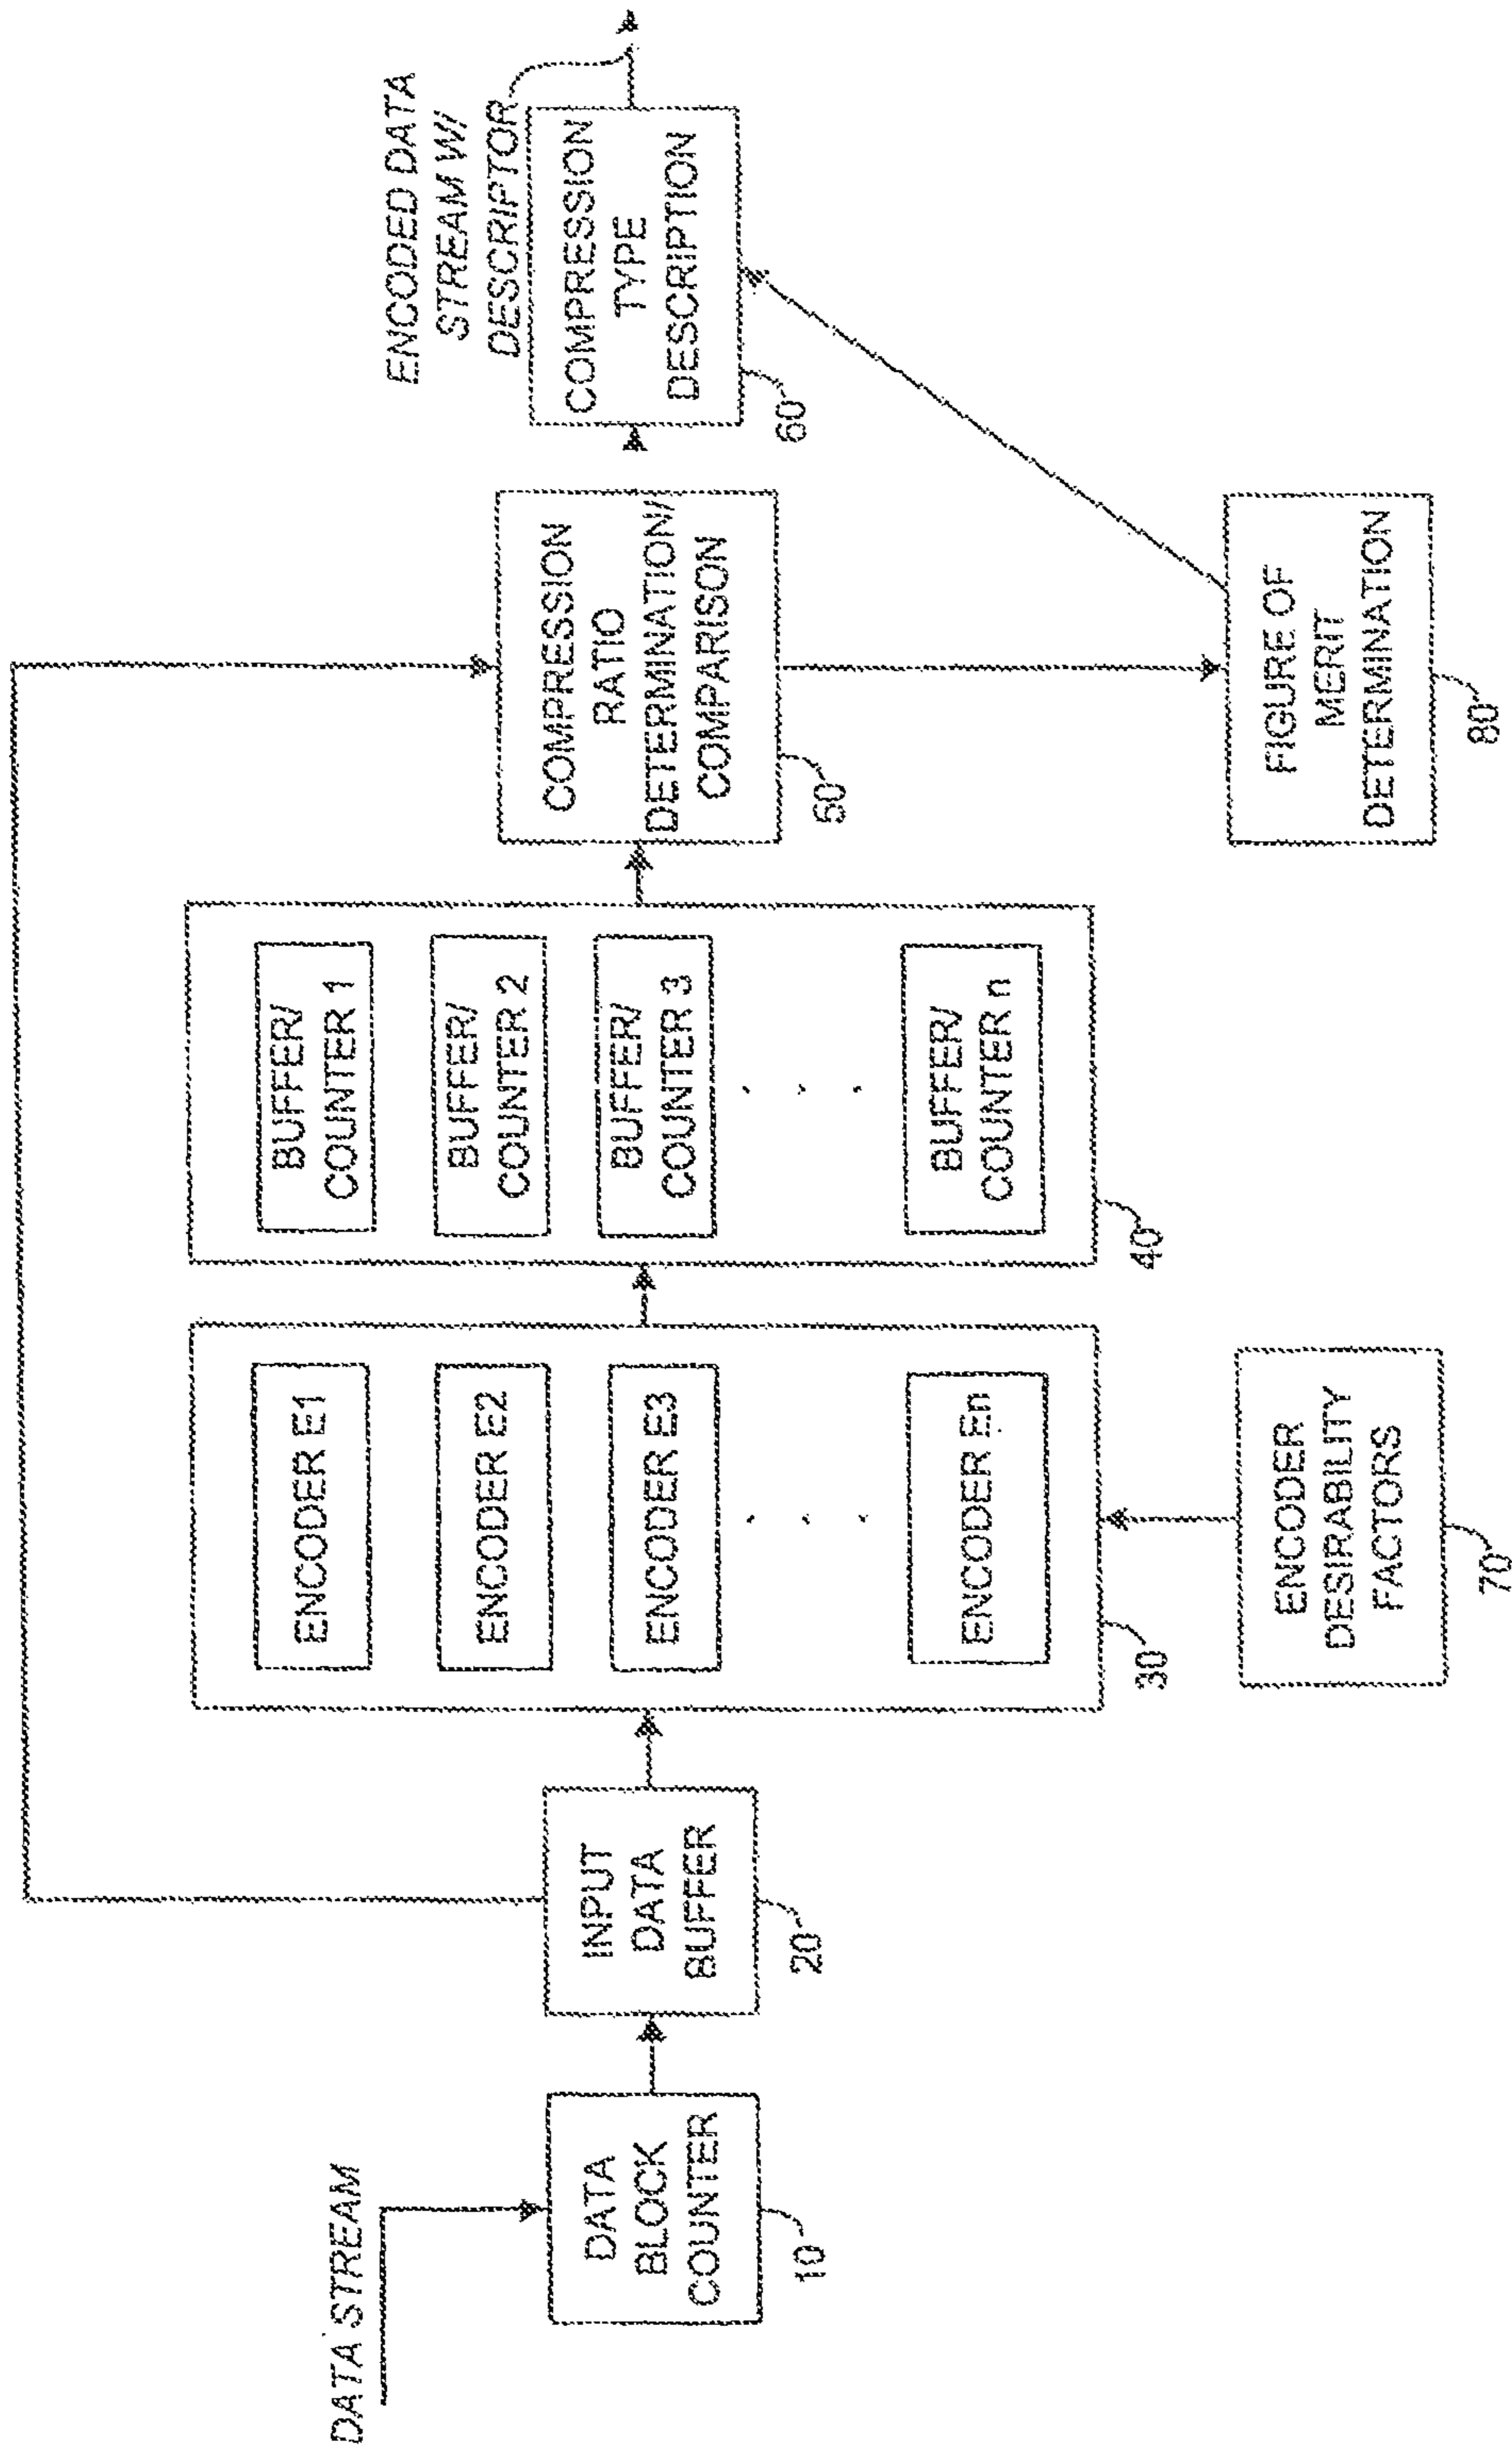 DATA STREAM
DATA
BLOCK
COUNTER
10
INPUT
DATA
BUFFER
20
ENCODER E1
ENCODER E2
ENCODER E3
. . .
ENCODER En
30
ENCODER
DESIRABILITY
FACTORS
70
BUFFER/
COUNTER 1
BUFFER/
COUNTER 2
BUFFER/
COUNTER 3
. . .
BUFFER/
COUNTER n
40
COMPRESSION
RATIO
DETERMINATION/
COMPARISON
50
FIGURE OF
MERIT
DETERMINATION
80
ENCODED DATA
STREAM W/
DESCRIPTOR
COMPRESSION
TYPE
DESCRIPTION
60